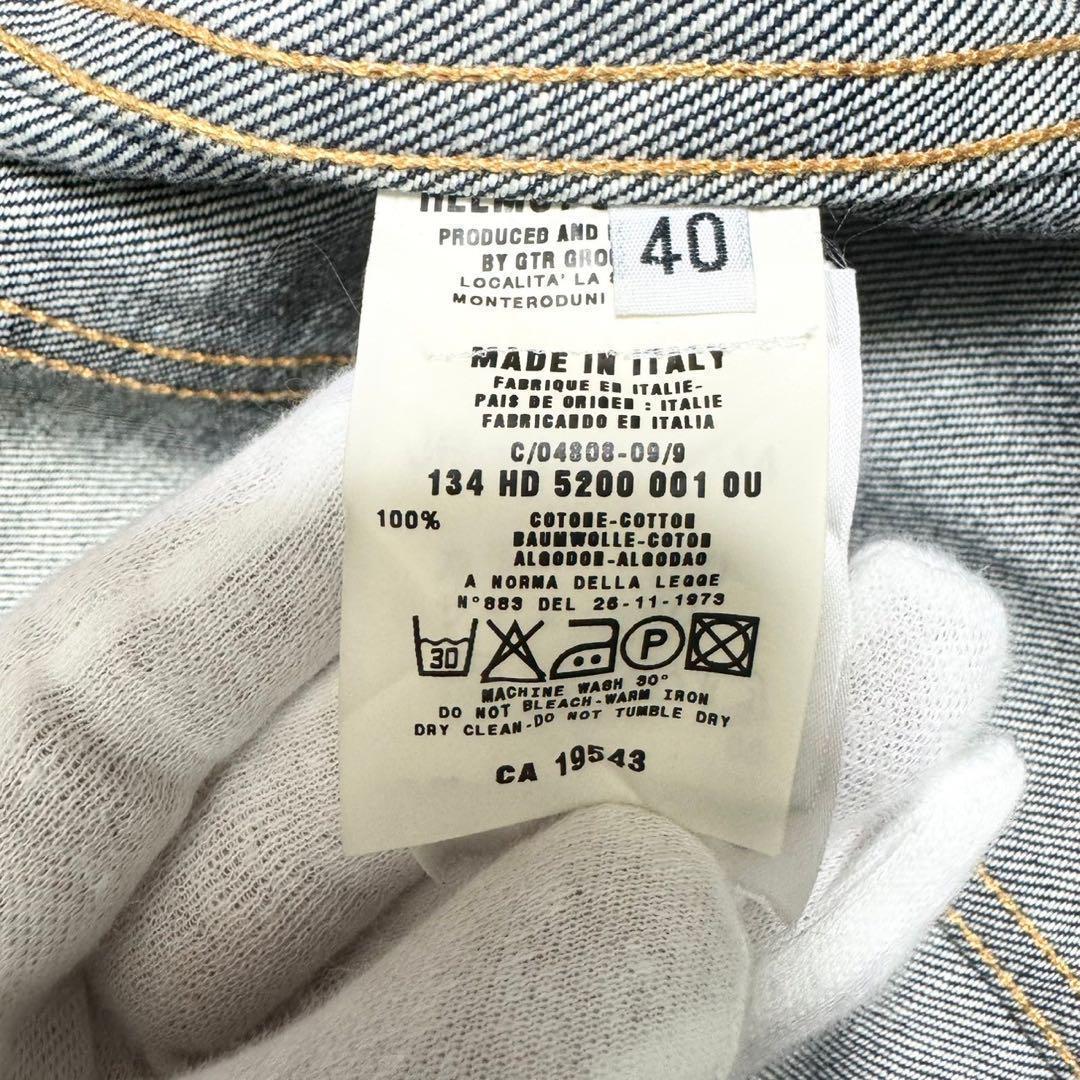 PRODUCED AND
40
BY GTR
LOCALITA' LA
MONTERODUNI
MADE IN ITALY
FABRIQUE EN ITALIE-
PAIS DE ORIGEN : ITALIE
FABRICANDO EN ITALIA
C/04808-09/9
134 HD 5200 001 0U
100% COTONE-COTTON
BAUMWOLLE-COTON
ALGODON-ALGODAO
A NORMA DELLA LEGGE
N°883 DEL 26-11-1973
30 P
MACHINE WASH 30°
DO NOT BLEACH-WARM IRON
DRY CLEAN-DO NOT TUMBLE DRY
CA 19543